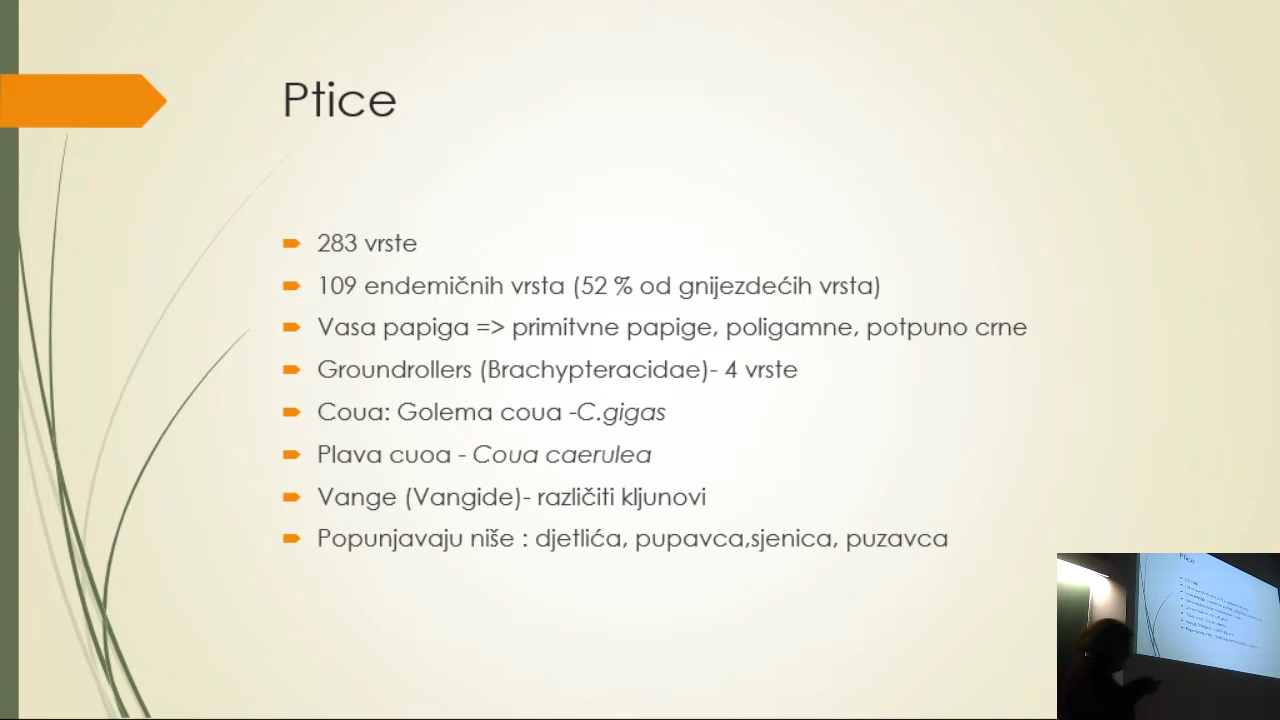 Ptice
283 vrste
109 endemičnih vrsta (52 % od gnijezdećih vrsta)
Vasa papiga => primitvne papige, poligamne, potpuno crne
Groundrollers (Brachypteracidae)- 4 vrste
Coua: Golema coua -C.gigas
Plava cuoa - Coua caerulea
Vange (Vangide)- različiti kljunovi
Popunjavaju niše : djetlića, pupavca,sjenica, puzavca
Ptice